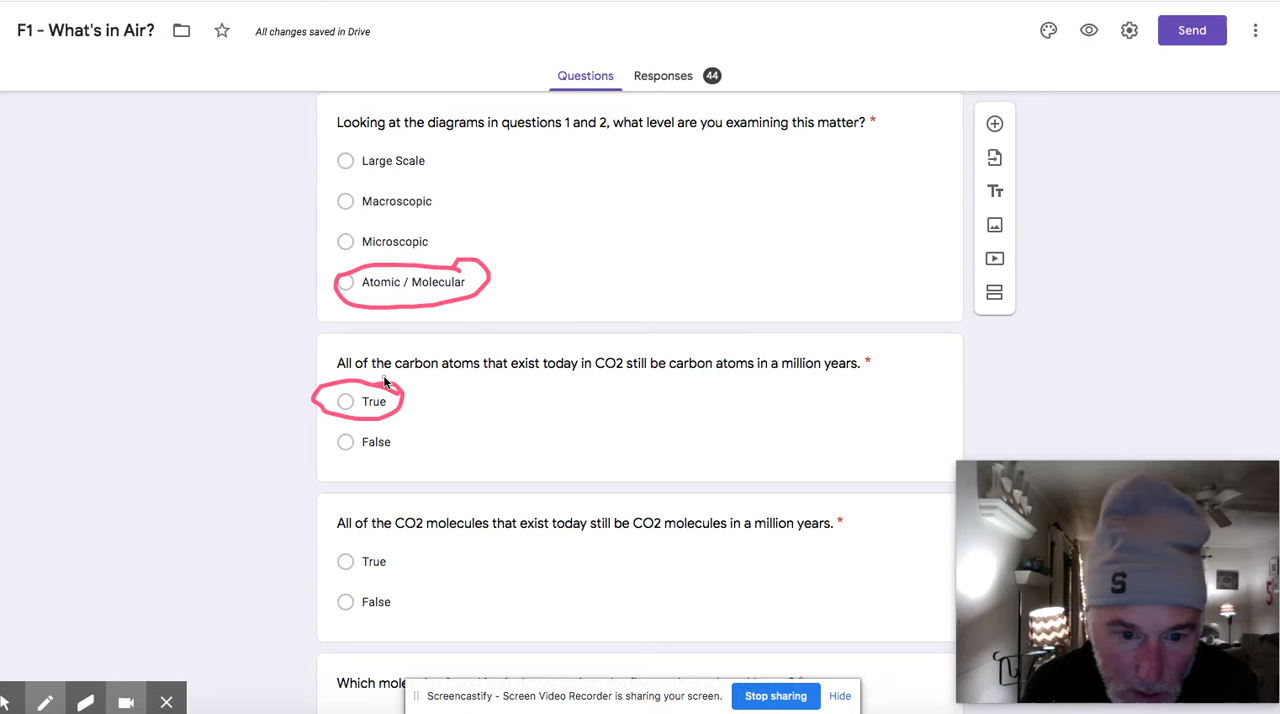 F1 - What's in Air?
All changes saved in Drive
Send
Questions
Responses 44
Looking at the diagrams in questions 1 and 2, what level are you examining this matter? *
Large Scale
Macroscopic
Microscopic
Atomic / Molecular
All of the carbon atoms that exist today in CO2 still be carbon atoms in a million years. *
True
False
All of the CO2 molecules that exist today still be CO2 molecules in a million years. *
True
False
Which
Tt
S
Screencastify - Screen Video Recorder is sharing your screen.
Stop sharing
Hide